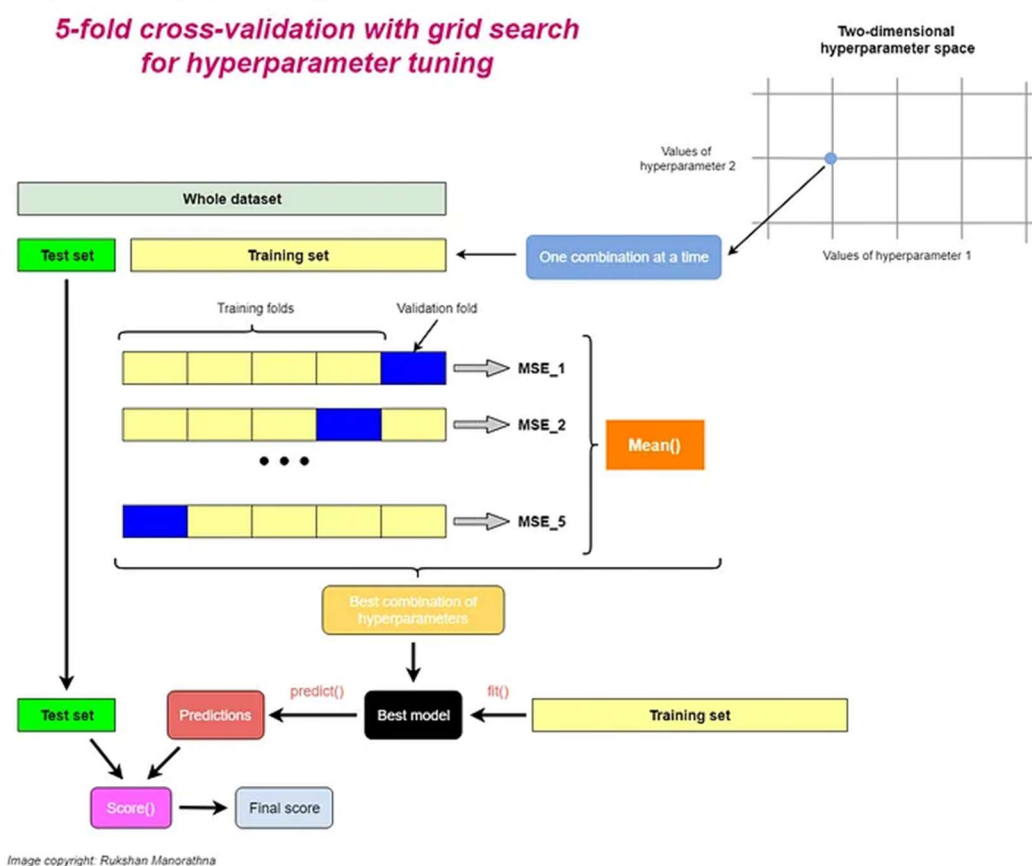 5-fold cross-validation with grid search
for hyperparameter tuning
Two-dimensional
hyperparameter space
Values of
hyperparameter 2
Values of hyperparameter 1
Whole dataset
Test set
Training set
One combination at a time
Training folds
Validation fold
MSE_1
MSE_2
MSE_5
Mean()
Best combination of
hyperparameters
Test set
Predictions
predict()
Best model
fit()
Training set
Score()
Final score
Image copyright: Rukshan Manorathna